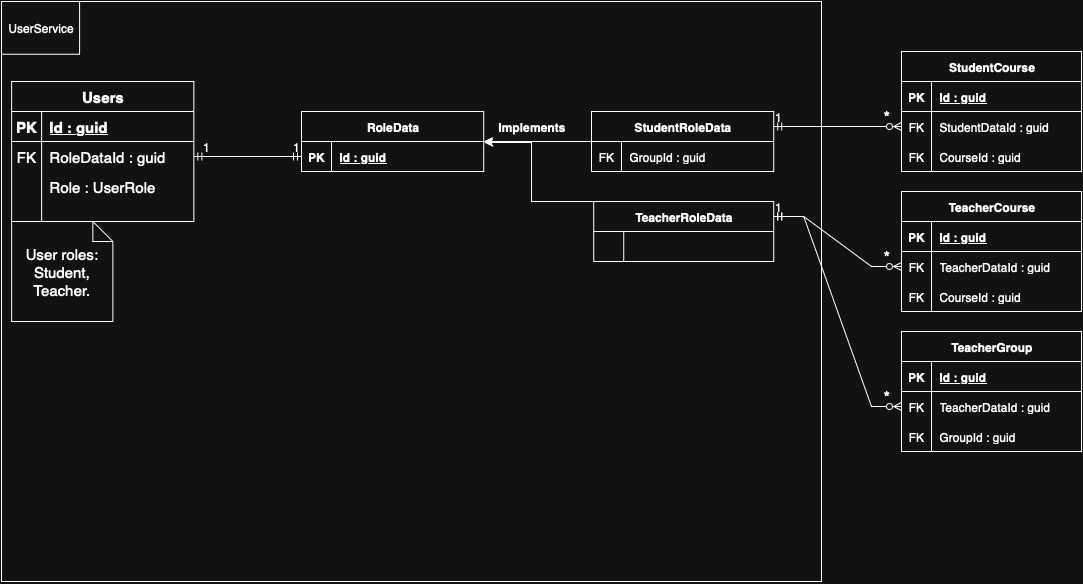 UserService
Users
PK Id : guid
FK RoleDataId : guid
Role : UserRole
User roles:
Student,
Teacher.
1
1
RoleData
PK Id : guid
Implements
StudentRoleData
FK GroupId : guid
TeacherRoleData
1
*
1
*
*
StudentCourse
PK Id : guid
FK StudentDataId : guid
FK CourseId : guid
TeacherCourse
PK Id : guid
FK TeacherDataId : guid
FK CourseId : guid
TeacherGroup
PK Id : guid
FK TeacherDataId : guid
FK GroupId : guid